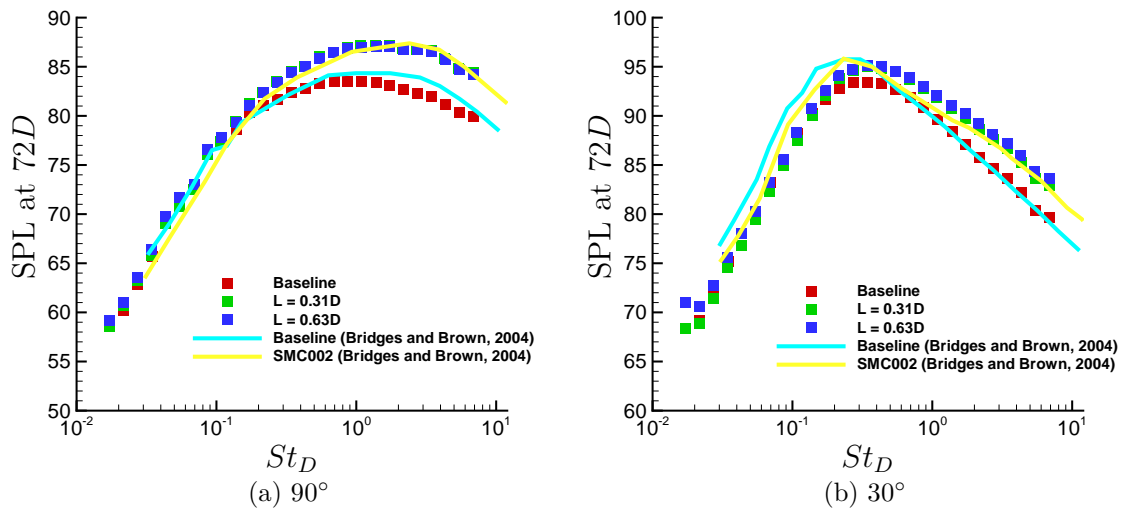 SPL at 72D
90
85
80
75
70
65
60
55
50
10^-2
10^-1
10^0
10^1
St_D
Baseline
L = 0.31D
L = 0.63D
Baseline (Bridges and Brown, 2004)
SMC002 (Bridges and Brown, 2004)
(a) 90°
SPL at 72D
100
95
90
85
80
75
70
65
60
10^-2
10^-1
10^0
10^1
St_D
Baseline
L = 0.31D
L = 0.63D
Baseline (Bridges and Brown, 2004)
SMC002 (Bridges and Brown, 2004)
(b) 30°